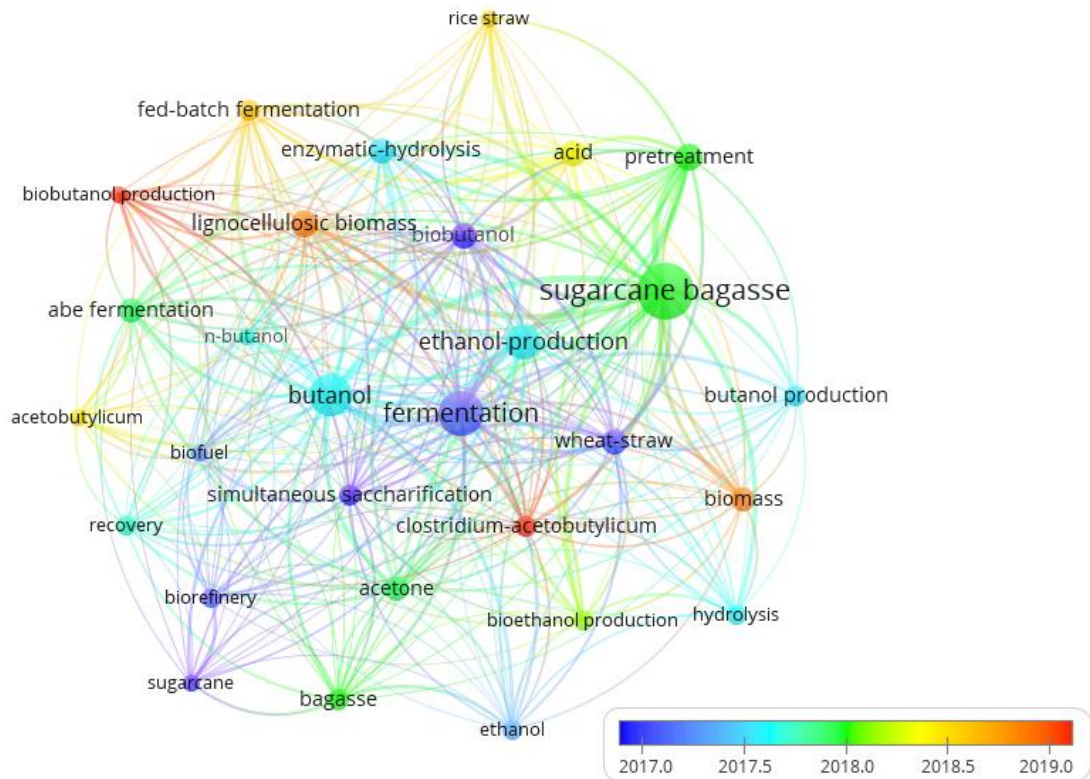 rice straw
fed-batch fermentation
enzymatic-hydrolysis
acid
pretreatment
biobutanol production
lignocellulosic biomass
biobutanol
sugarcane bagasse
abe fermentation
n-butanol
ethanol-production
butanol
butanol production
fermentation
acetobutylicum
wheat-straw
biofuel
simultaneous saccharification
biomass
recovery
clostridium-acetobutylicum
acetone
biorefinery
bioethanol production
hydrolysis
sugarcane
bagasse
ethanol
2017.0 2017.5 2018.0 2018.5 2019.0